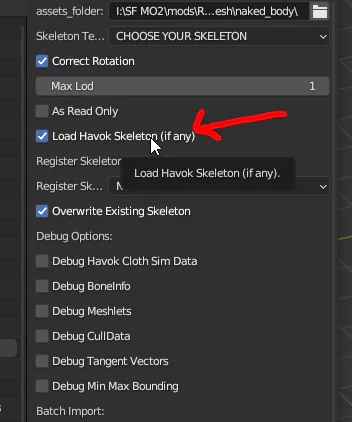 assets_folder: I:\SF MO2\mods\R...esh\naked_body\
Skeleton Te... CHOOSE YOUR SKELETON
Correct Rotation
Max Lod 1
As Read Only
Load Havok Skeleton (if any)
Register Skeleton
Load Havok Skeleton (if any).
Register Sk...
Overwrite Existing Skeleton
Debug Options:
Debug Havok Cloth Sim Data
Debug BoneInfo
Debug Meshlets
Debug CullData
Debug Tangent Vectors
Debug Min Max Bounding
Batch Import: